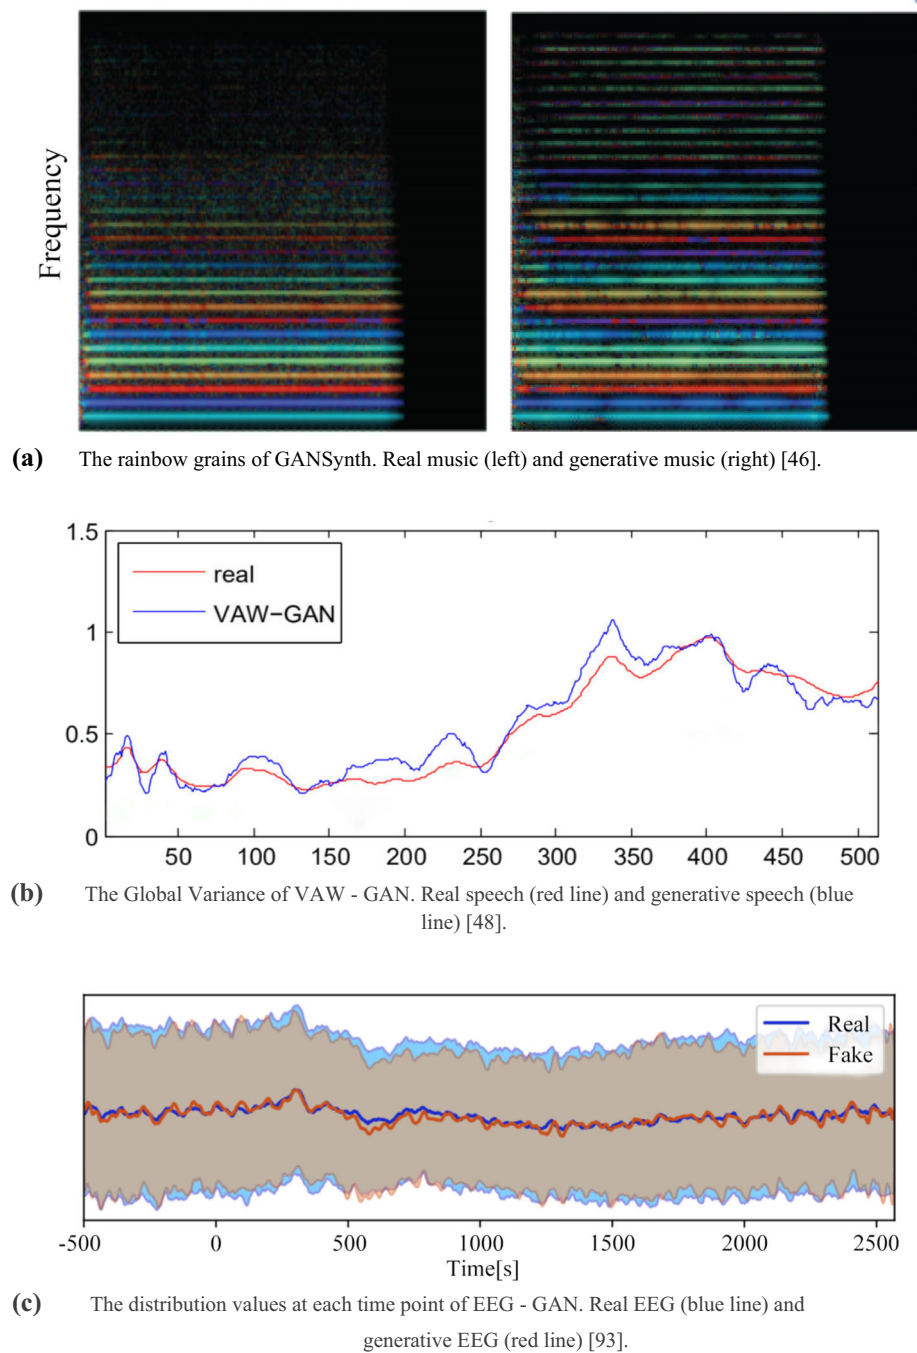 Frequency
(a) The rainbow grains of GANSynth. Real music (left) and generative music (right) [46].
1.5
real
VAW-GAN
1
0.5
0
50 100 150 200 250 300 350 400 450 500
(b) The Global Variance of VAW - GAN. Real speech (red line) and generative speech (blue
line) [48].
Real
Fake
-500 0 500 1000 1500 2000 2500
Time[s]
(c) The distribution values at each time point of EEG - GAN. Real EEG (blue line) and
generative EEG (red line) [93].